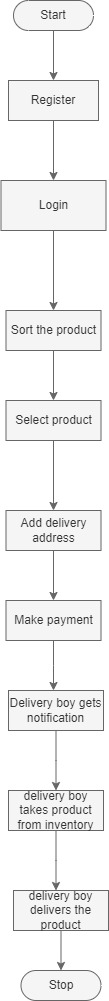 Start
Register
Login
Sort the product
Select product
Add delivery
address
Make payment
Delivery boy gets
notification
delivery boy
takes product
from inventory
delivery boy
delivers the
product
Stop